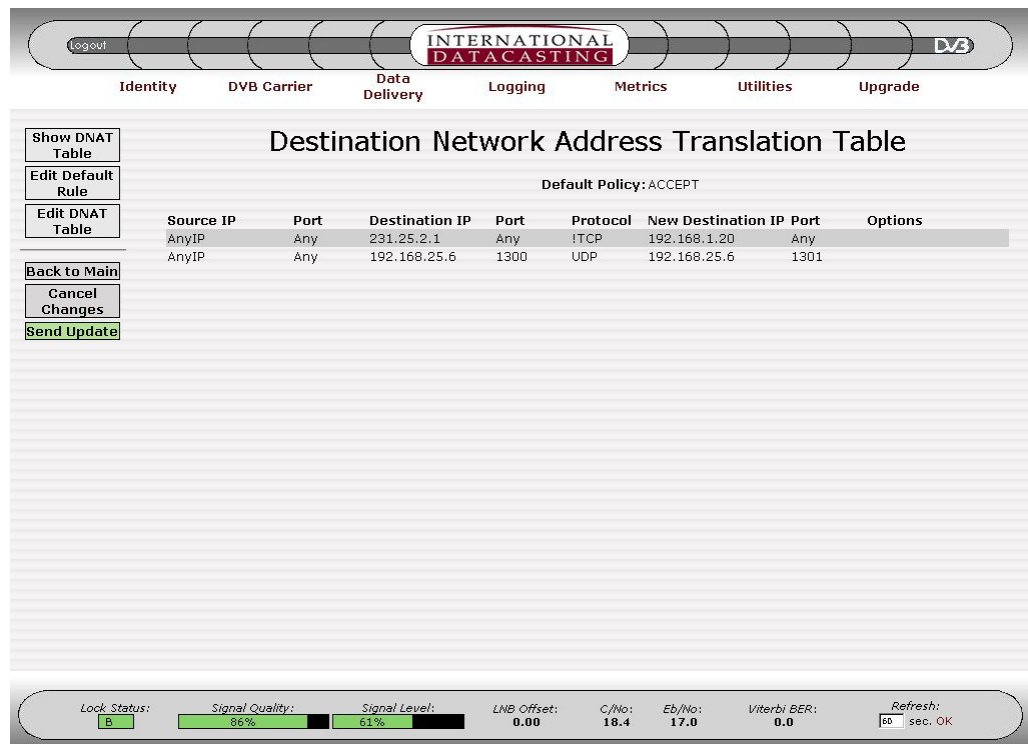 Logout
INTERNATIONAL
DATACASTING
DVB
Identity DVB Carrier Data Delivery Logging Metrics Utilities Upgrade
Show DNAT Table
Edit Default Rule
Edit DNAT Table
Back to Main
Cancel Changes
Send Update
Destination Network Address Translation Table
Default Policy: ACCEPT
Source IP Port Destination IP Port Protocol New Destination IP Port Options
AnyIP Any 231.25.2.1 Any !TCP 192.168.1.20 Any
AnyIP Any 192.168.25.6 1300 UDP 192.168.25.6 1301
Lock Status: Signal Quality: Signal Level: LNB Offset: C/No: Eb/No: Viterbi BER: Refresh:
B 86% 61% 0.00 18.4 17.0 0.0 60 sec. OK